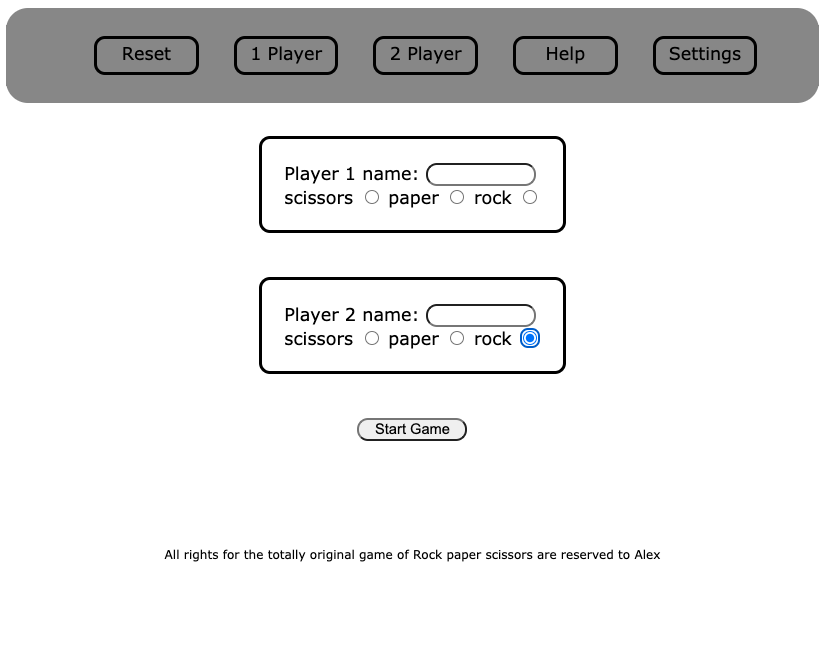 Reset 1 Player 2 Player Help Settings
Player 1 name:
scissors paper rock
Player 2 name:
scissors paper rock
Start Game
All rights for the totally original game of Rock paper scissors are reserved to Alex